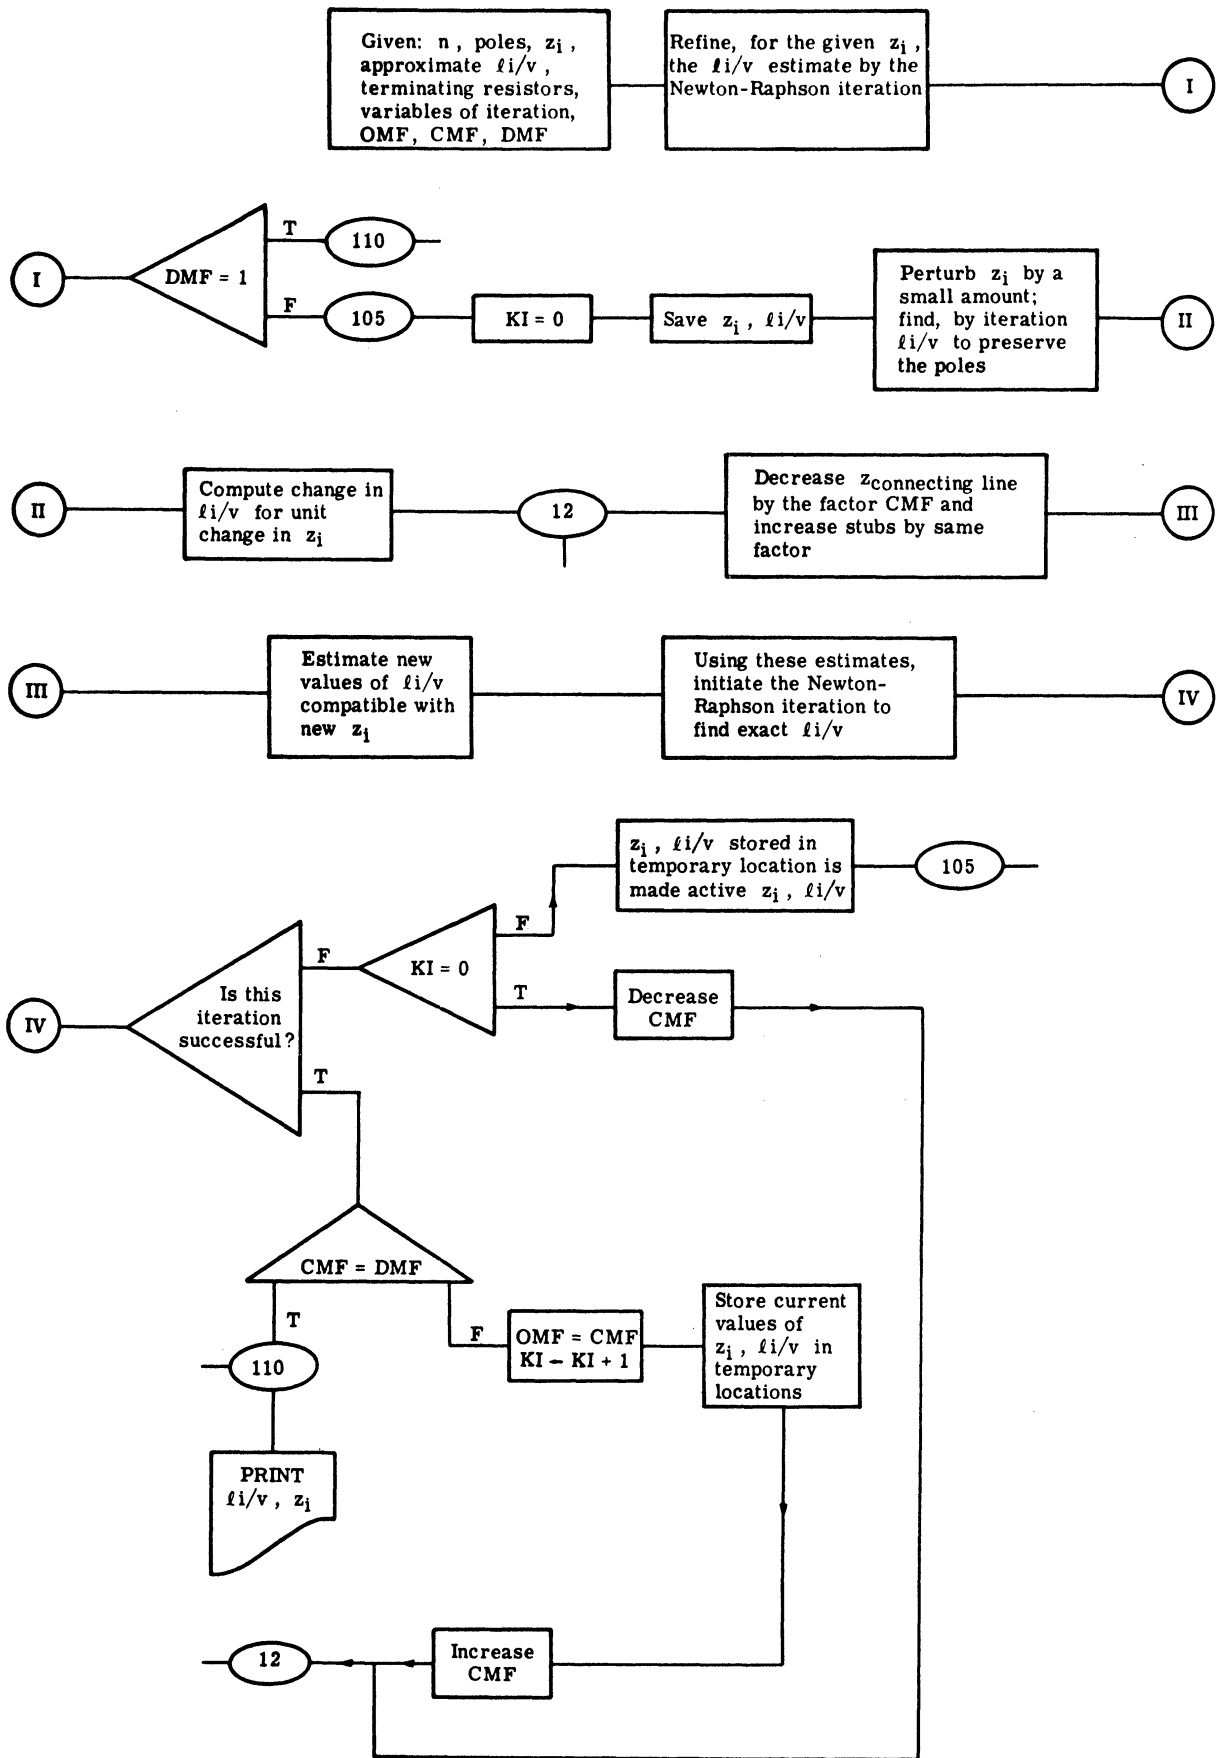 Given: n , poles, zi ,
approximate ℓi/v ,
terminating resistors,
variables of iteration,
OMF, CMF, DMF
Refine, for the given zi ,
the ℓi/v estimate by the
Newton-Raphson iteration
I
I
DMF = 1
T
110
F
105
KI = 0
Save zi , ℓi/v
Perturb zi by a
small amount;
find, by iteration
ℓi/v to preserve
the poles
II
II
Compute change in
ℓi/v for unit
change in zi
12
Decrease zconnecting line
by the factor CMF and
increase stubs by same
factor
III
III
Estimate new
values of ℓi/v
compatible with
new zi
Using these estimates,
initiate the Newton-
Raphson iteration to
find exact ℓi/v
IV
zi , ℓi/v stored in
temporary location is
made active zi , ℓi/v
105
IV
Is this
iteration
successful?
F
KI = 0
F
T
Decrease
CMF
T
CMF = DMF
T
110
PRINT
ℓi/v , zi
F
OMF = CMF
KI – KI + 1
Store current
values of
zi , ℓi/v in
temporary
locations
Increase
CMF
12